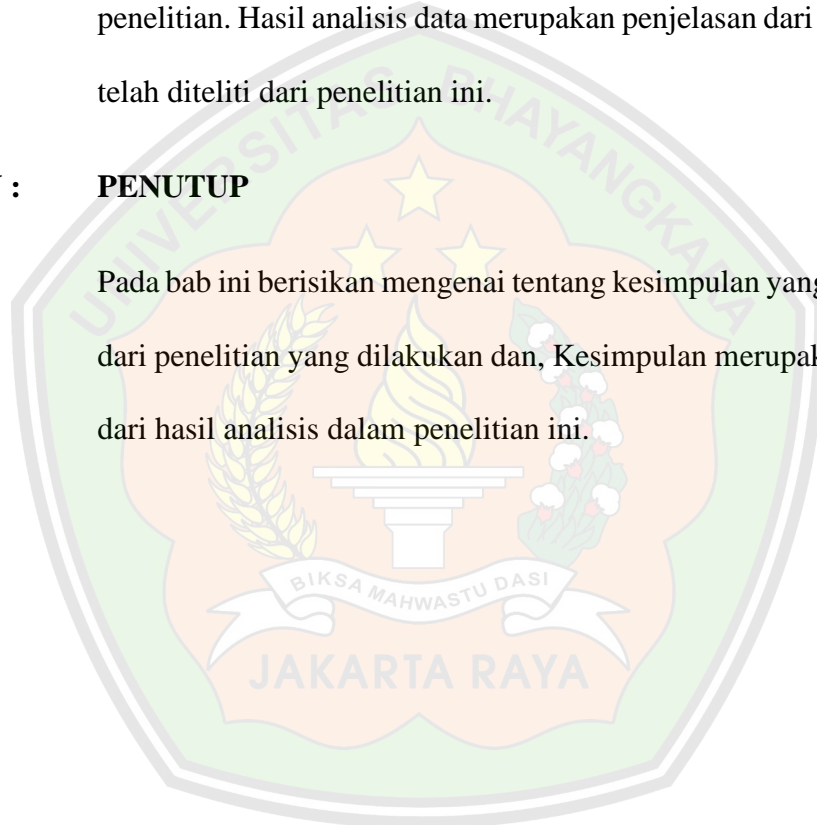 penelitian. Hasil analisis data merupakan penjelasan dari
telah diteliti dari penelitian ini.
: PENUTUP
Pada bab ini berisikan mengenai tentang kesimpulan yang
dari penelitian yang dilakukan dan, Kesimpulan merupak
dari hasil analisis dalam penelitian ini.
UNIVERSITAS BHAYANGKARA
BIKSA MAHWASTU DASI
JAKARTA RAYA